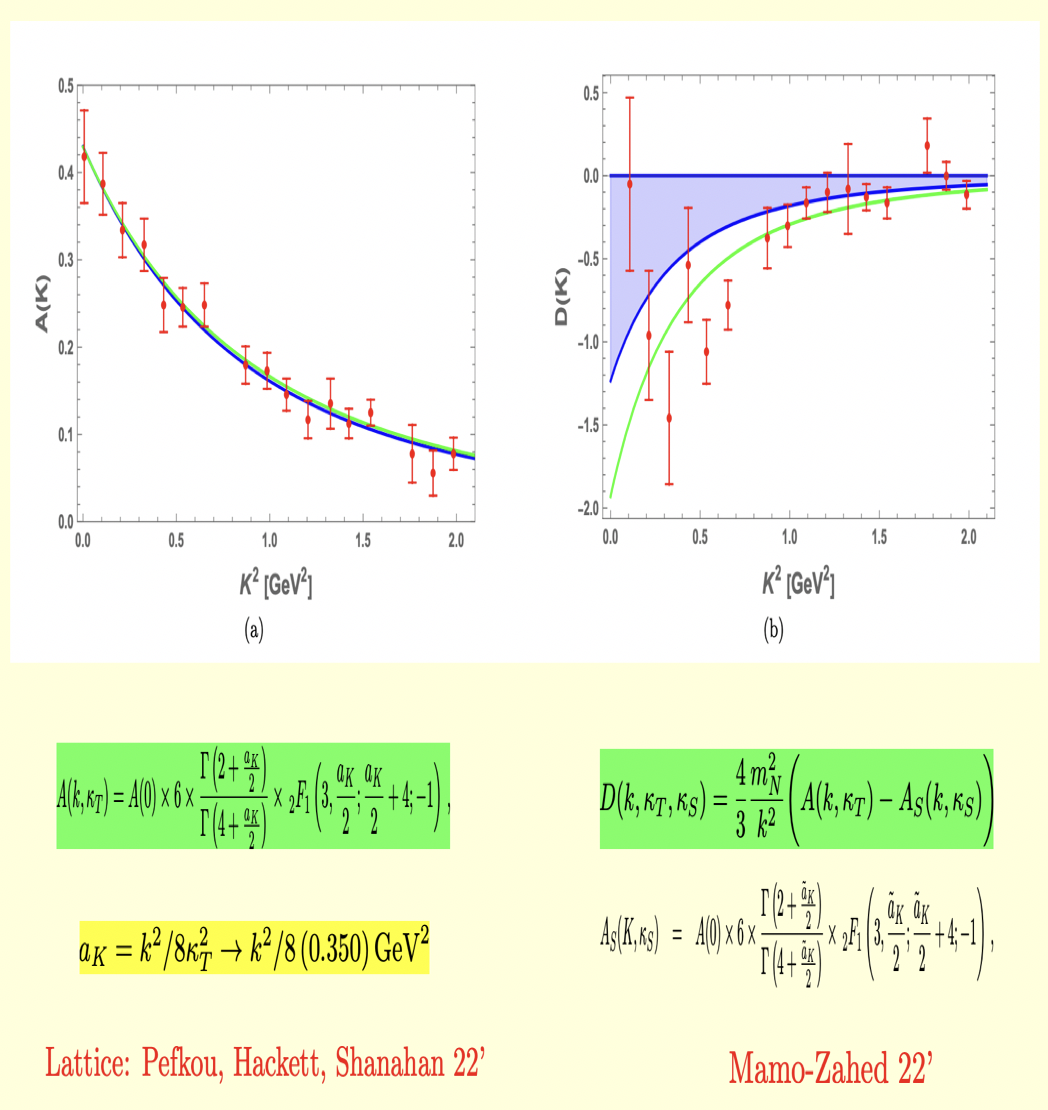 0.5
0.4
0.3
0.2
0.1
0.0
A(K)
0.0 0.5 1.0 1.5 2.0
K² [GeV²]
(a)
0.5
0.0
−0.5
−1.0
−1.5
−2.0
D(K)
0.0 0.5 1.0 1.5 2.0
K² [GeV²]
(b)
A(k,κ_T) = A(0) × 6 × Γ(2 + a_K/2) / Γ(4 + a_K/2) × ₂F₁(3, a_K/2; a_K/2 + 4; −1) ,
a_K = k²/8κ_T² → k²/8 (0.350) GeV²
Lattice: Pefkou, Hackett, Shanahan 22’
D(k, κ_T, κ_S) = 4/3 m_N²/k² (A(k, κ_T) − A_S(k, κ_S))
A_S(K,κ_S) = A(0) × 6 × Γ(2 + ã_K/2) / Γ(4 + ã_K/2) × ₂F₁(3, ã_K/2; ã_K/2 + 4; −1) ,
Mamo-Zahed 22’